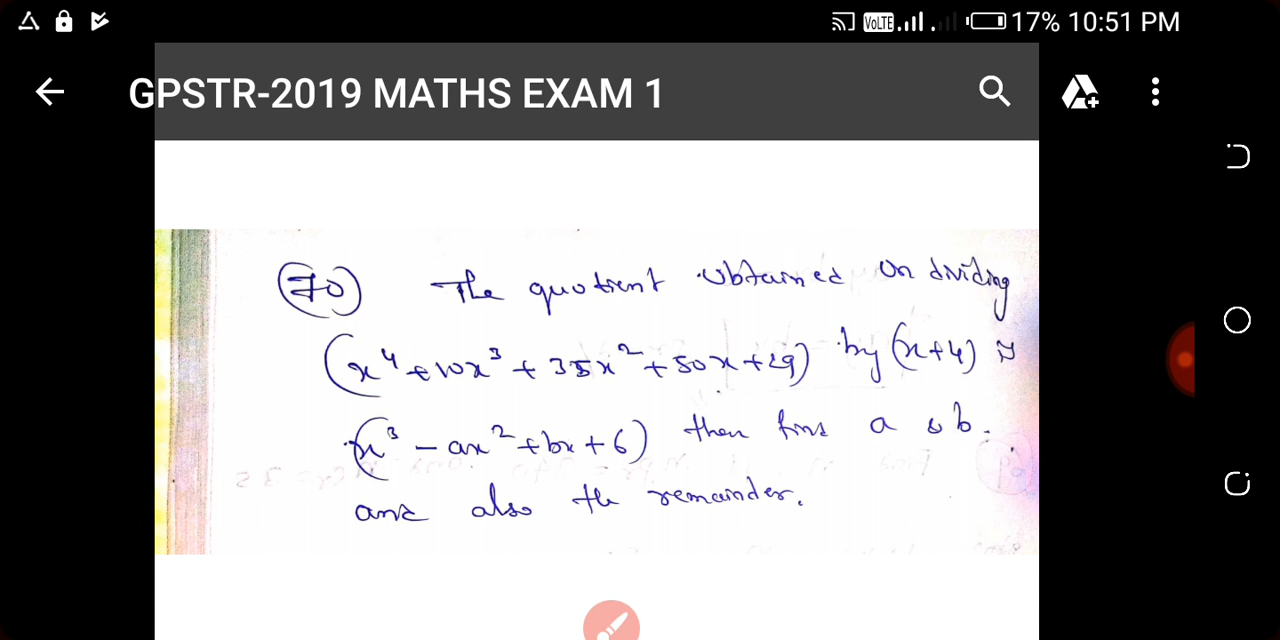 VoLTE 17% 10:51 PM
GPSTR-2019 MATHS EXAM 1
70) The quotient obtained on dividing
(x⁴ + 10x³ + 35x² + 50x + 29) by (x+4) is
(x³ - ax² + bx + 6) then find a & b.
and also the remainder.